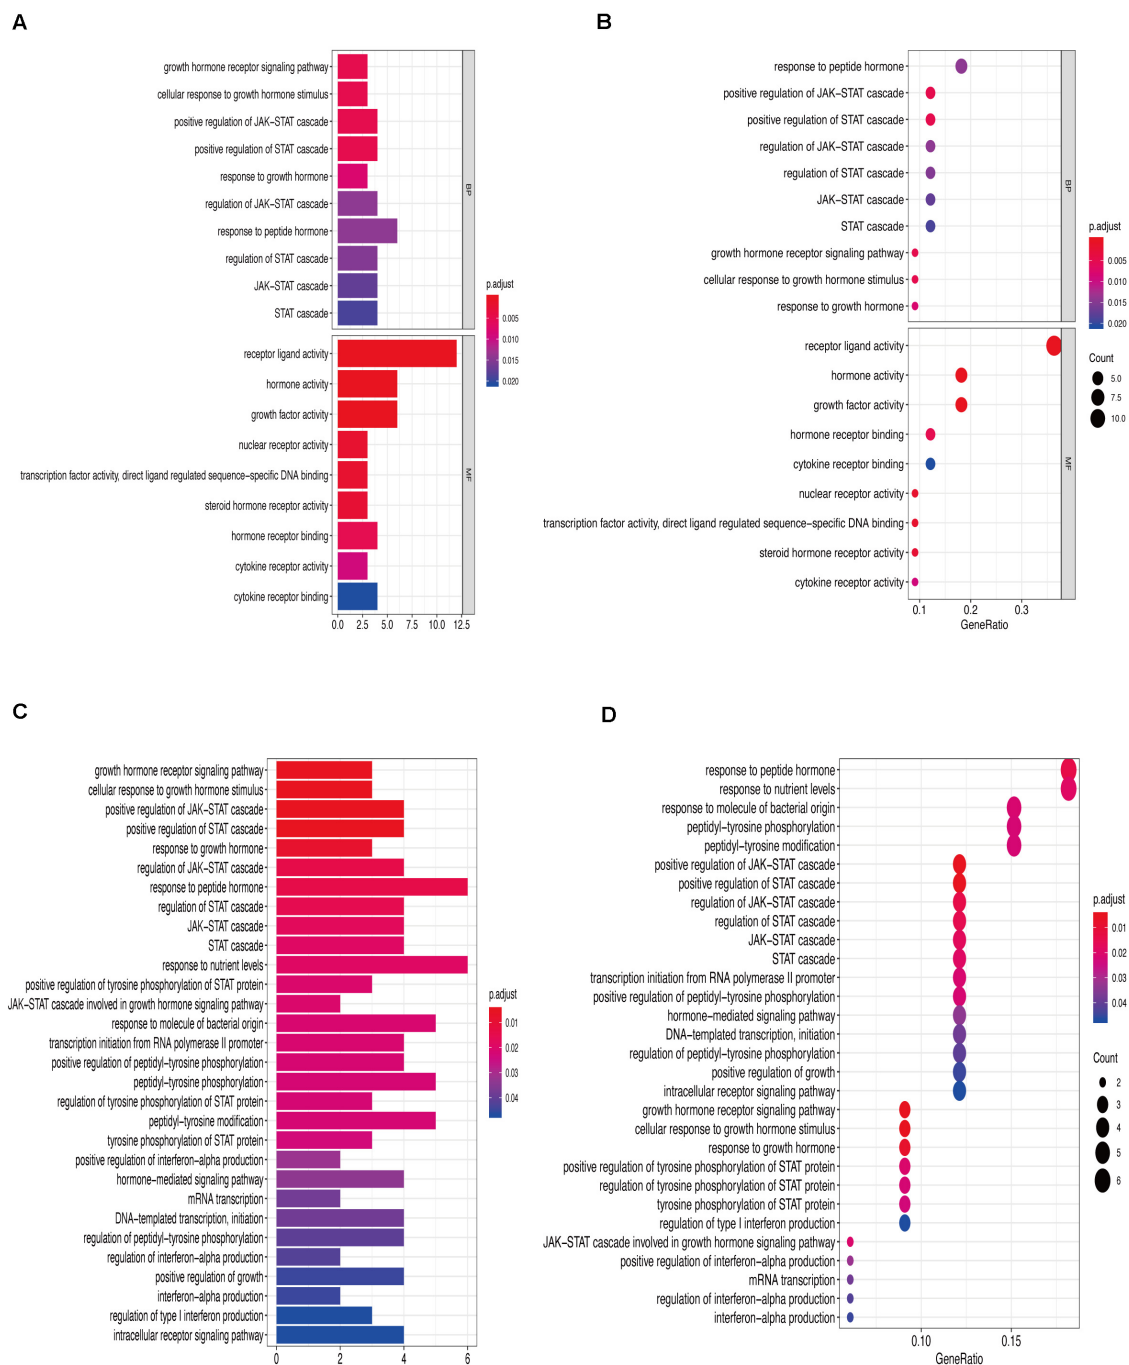 A
growth hormone receptor signaling pathway
cellular response to growth hormone stimulus
positive regulation of JAK−STAT cascade
positive regulation of STAT cascade
response to growth hormone
regulation of JAK−STAT cascade
response to peptide hormone
regulation of STAT cascade
JAK−STAT cascade
STAT cascade
BP
receptor ligand activity
hormone activity
growth factor activity
nuclear receptor activity
transcription factor activity, direct ligand regulated sequence−specific DNA binding
steroid hormone receptor activity
hormone receptor binding
cytokine receptor activity
cytokine receptor binding
MF
0.0 2.5 5.0 7.5 10.0 12.5
p.adjust
0.005
0.010
0.015
0.020
B
response to peptide hormone
positive regulation of JAK−STAT cascade
positive regulation of STAT cascade
regulation of JAK−STAT cascade
regulation of STAT cascade
JAK−STAT cascade
STAT cascade
growth hormone receptor signaling pathway
cellular response to growth hormone stimulus
response to growth hormone
BP
receptor ligand activity
hormone activity
growth factor activity
hormone receptor binding
cytokine receptor binding
nuclear receptor activity
transcription factor activity, direct ligand regulated sequence−specific DNA binding
steroid hormone receptor activity
cytokine receptor activity
MF
0.1 0.2 0.3
GeneRatio
p.adjust
0.005
0.010
0.015
0.020
Count
5.0
7.5
10.0
C
growth hormone receptor signaling pathway
cellular response to growth hormone stimulus
positive regulation of JAK−STAT cascade
positive regulation of STAT cascade
response to growth hormone
regulation of JAK−STAT cascade
response to peptide hormone
regulation of STAT cascade
JAK−STAT cascade
STAT cascade
response to nutrient levels
positive regulation of tyrosine phosphorylation of STAT protein
JAK−STAT cascade involved in growth hormone signaling pathway
response to molecule of bacterial origin
transcription initiation from RNA polymerase II promoter
positive regulation of peptidyl−tyrosine phosphorylation
peptidyl−tyrosine phosphorylation
regulation of tyrosine phosphorylation of STAT protein
peptidyl−tyrosine modification
tyrosine phosphorylation of STAT protein
positive regulation of interferon−alpha production
hormone−mediated signaling pathway
mRNA transcription
DNA−templated transcription, initiation
regulation of peptidyl−tyrosine phosphorylation
regulation of interferon−alpha production
positive regulation of growth
interferon−alpha production
regulation of type I interferon production
intracellular receptor signaling pathway
0 2 4 6
p.adjust
0.01
0.02
0.03
0.04
D
response to peptide hormone
response to nutrient levels
response to molecule of bacterial origin
peptidyl−tyrosine phosphorylation
peptidyl−tyrosine modification
positive regulation of JAK−STAT cascade
positive regulation of STAT cascade
regulation of JAK−STAT cascade
regulation of STAT cascade
JAK−STAT cascade
STAT cascade
transcription initiation from RNA polymerase II promoter
positive regulation of peptidyl−tyrosine phosphorylation
hormone−mediated signaling pathway
DNA−templated transcription, initiation
regulation of peptidyl−tyrosine phosphorylation
positive regulation of growth
intracellular receptor signaling pathway
growth hormone receptor signaling pathway
cellular response to growth hormone stimulus
response to growth hormone
positive regulation of tyrosine phosphorylation of STAT protein
regulation of tyrosine phosphorylation of STAT protein
tyrosine phosphorylation of STAT protein
regulation of type I interferon production
JAK−STAT cascade involved in growth hormone signaling pathway
positive regulation of interferon−alpha production
mRNA transcription
regulation of interferon−alpha production
interferon−alpha production
0.10 0.15
GeneRatio
p.adjust
0.01
0.02
0.03
0.04
Count
2
3
4
5
6